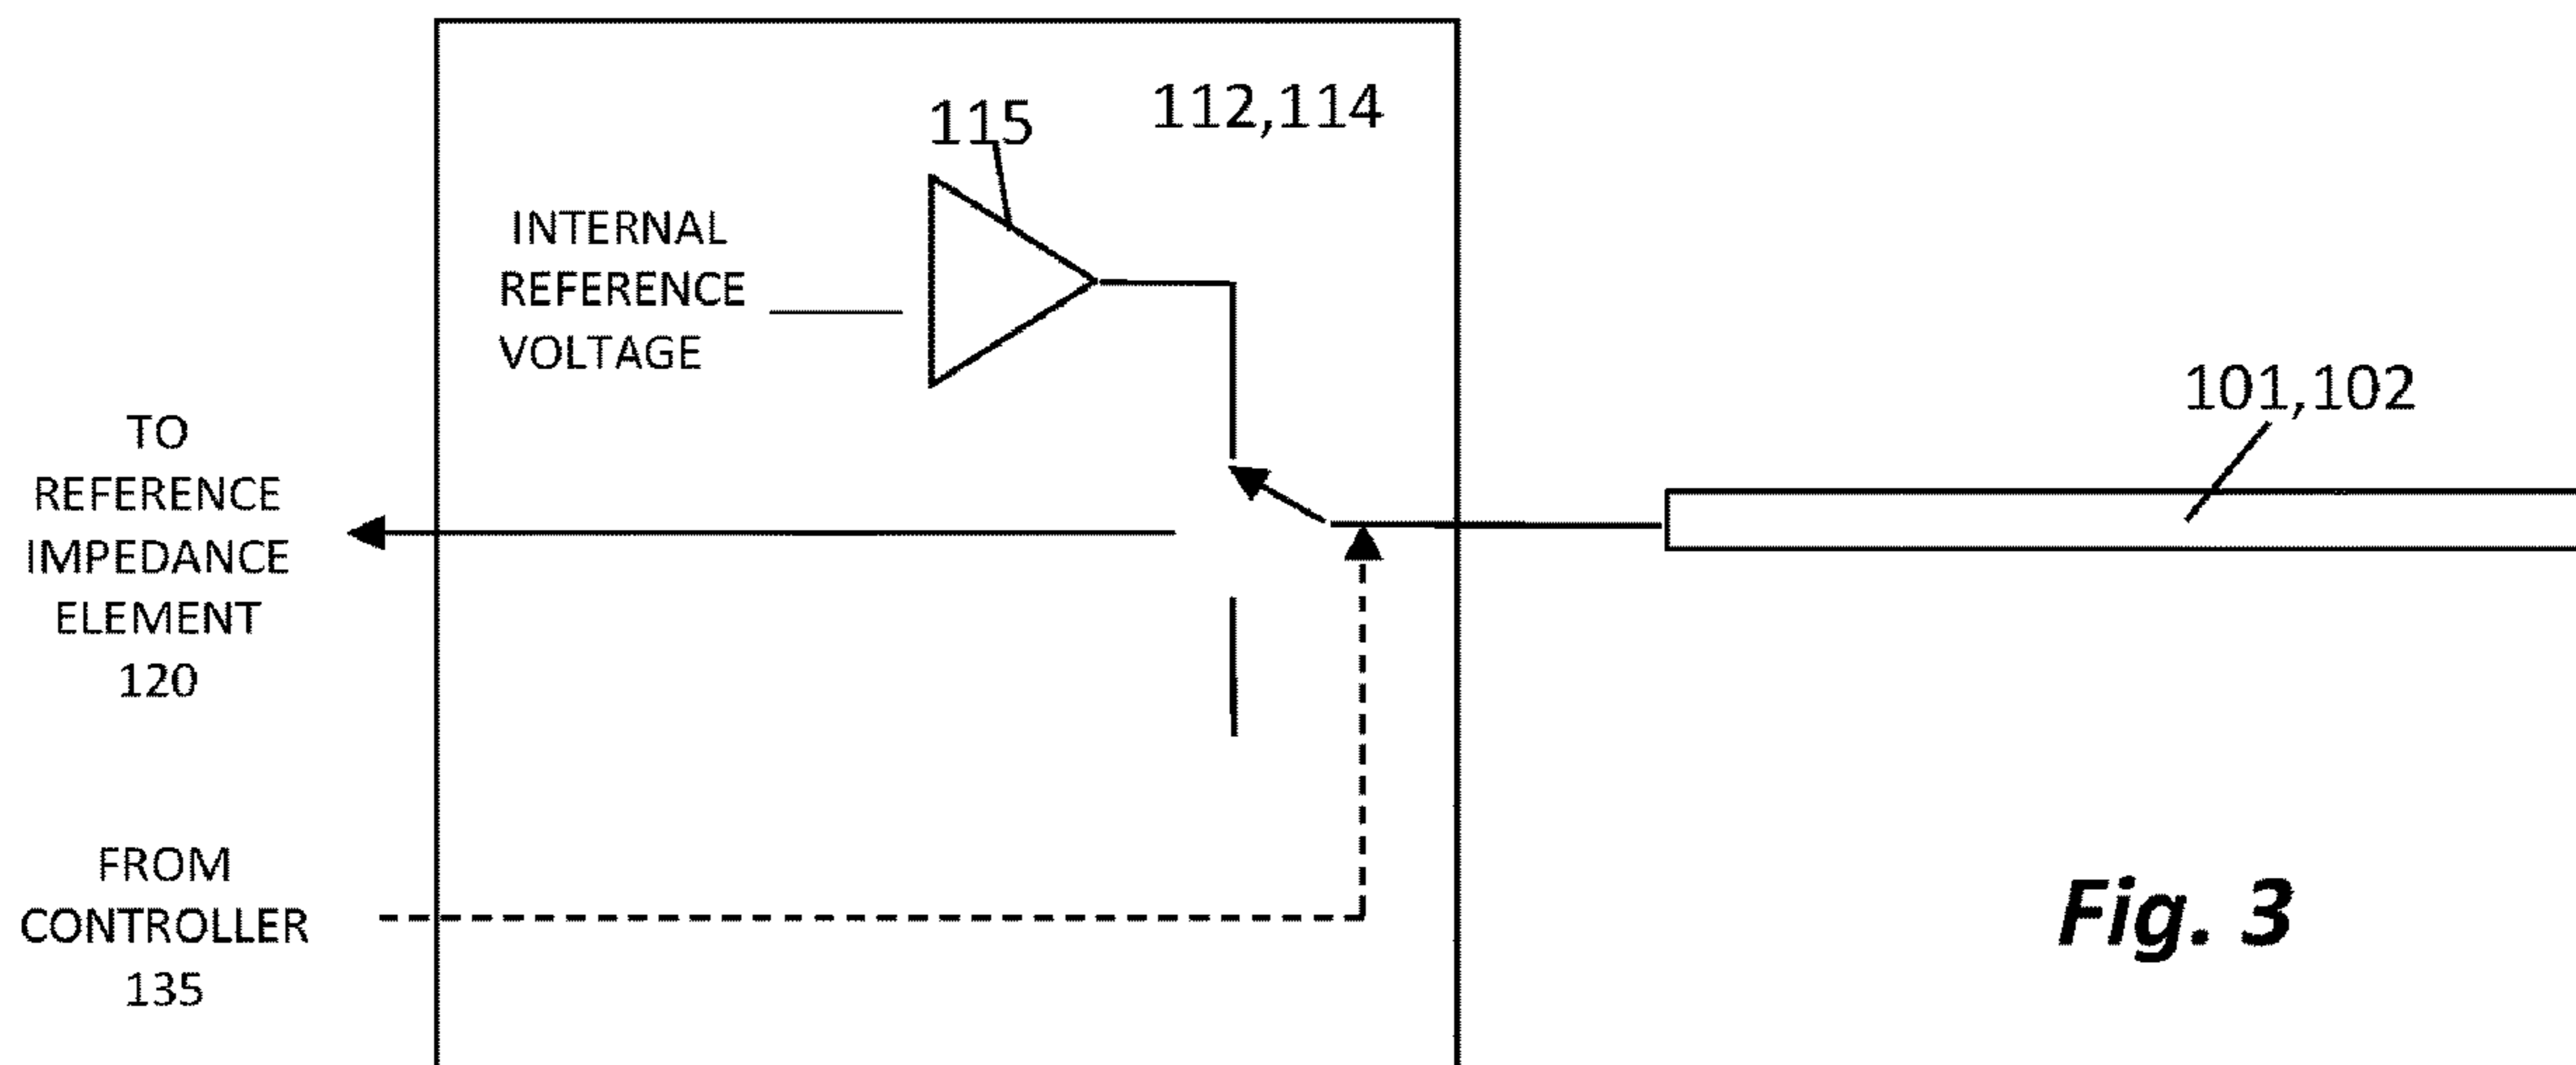 115
112,114
INTERNAL
REFERENCE
VOLTAGE
101,102
TO
REFERENCE
IMPEDANCE
ELEMENT
120
FROM
CONTROLLER
135
Fig. 3